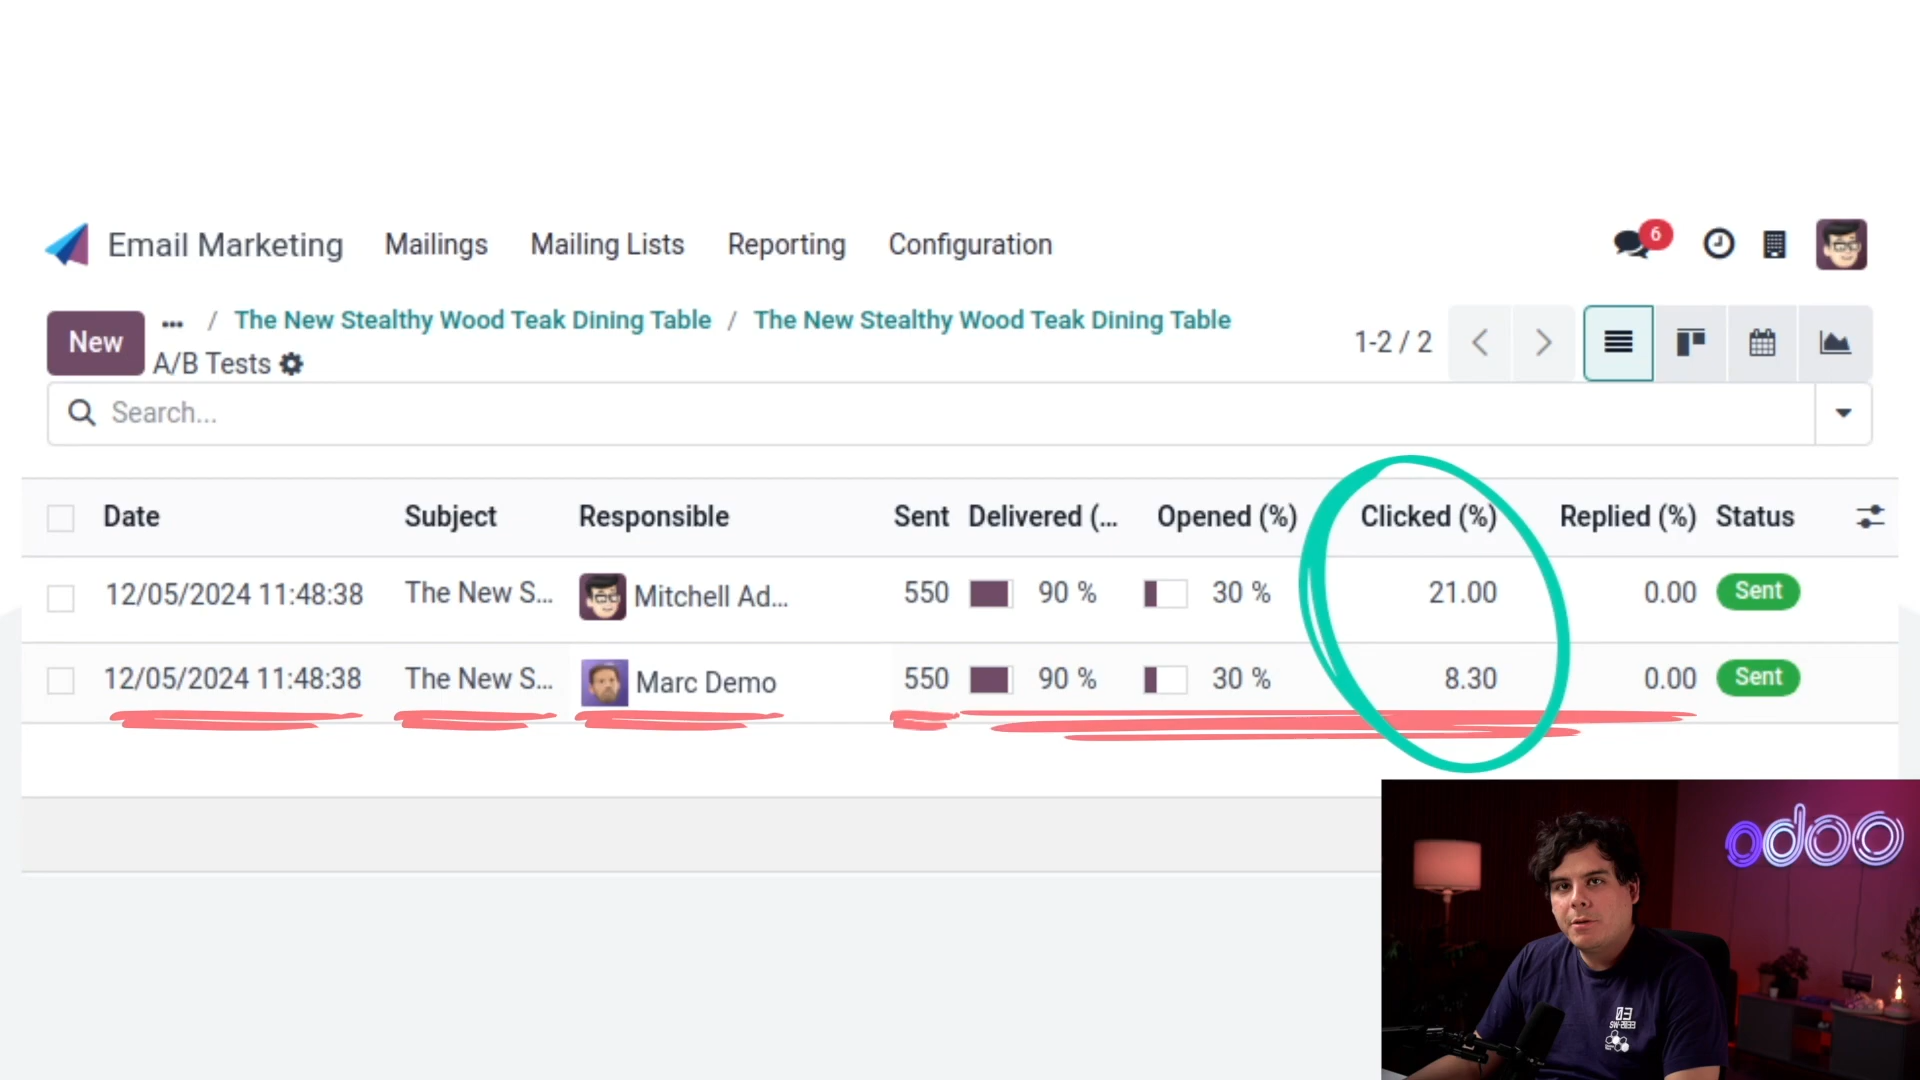 Email Marketing Mailings Mailing Lists Reporting Configuration 6
New ... / The New Stealthy Wood Teak Dining Table / The New Stealthy Wood Teak Dining Table
A/B Tests
1-2 / 2
Search...
Date Subject Responsible Sent Delivered (... Opened (%) Clicked (%) Replied (%) Status
12/05/2024 11:48:38 The New S... Mitchell Ad... 550 90 % 30 % 21.00 0.00 Sent
12/05/2024 11:48:38 The New S... Marc Demo 550 90 % 30 % 8.30 0.00 Sent
odoo
03